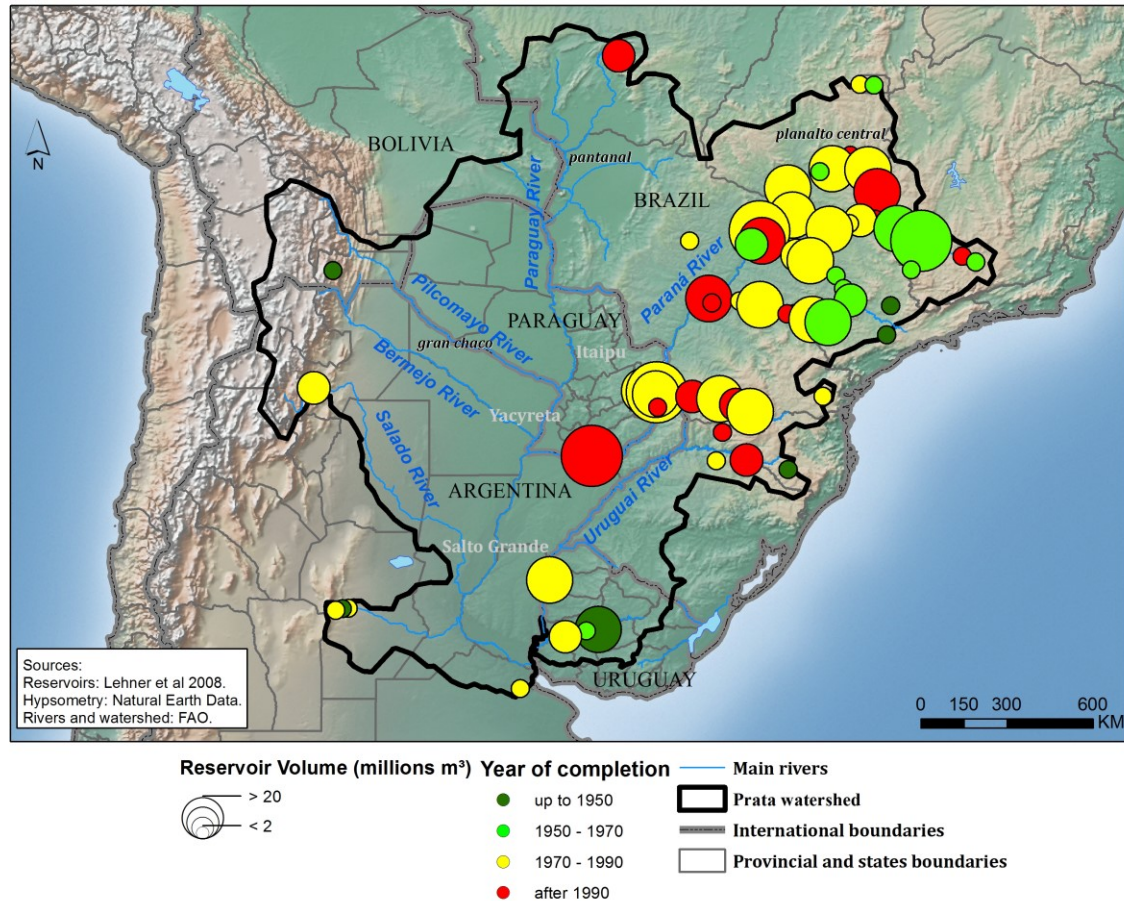 BOLIVIA
planalto central
pantanal
BRAZIL
Paraguay River
N
Paraná River
Pilcomayo River
PARAGUAY
gran chaco
Itaipu
Bermejo River
Yacyreta
Salado River
ARGENTINA
Uruguai River
Salto Grande
URUGUAY
Sources:
Reservoirs: Lehner et al 2008.
Hypsometry: Natural Earth Data.
Rivers and watershed: FAO.
0 150 300 600
KM
Reservoir Volume (millions m³)
> 20
< 2
Year of completion
up to 1950
1950 - 1970
1970 - 1990
after 1990
Main rivers
Prata watershed
International boundaries
Provincial and states boundaries